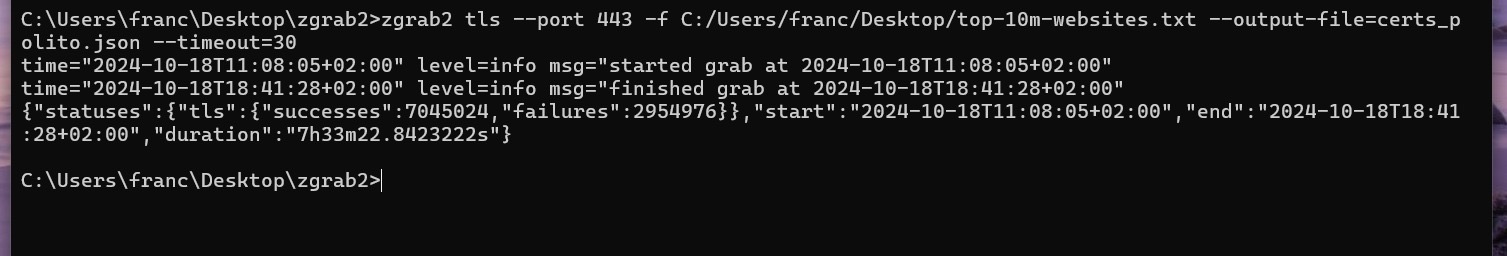 C:\Users\franc\Desktop\zgrab2>zgrab2 tls --port 443 -f C:/Users/franc/Desktop/top-10m-websites.txt --output-file=certs_p
olito.json --timeout=30
time="2024-10-18T11:08:05+02:00" level=info msg="started grab at 2024-10-18T11:08:05+02:00"
time="2024-10-18T18:41:28+02:00" level=info msg="finished grab at 2024-10-18T18:41:28+02:00"
{"statuses":{"tls":{"successes":7045024,"failures":2954976}},"start":"2024-10-18T11:08:05+02:00","end":"2024-10-18T18:41
:28+02:00","duration":"7h33m22.8423222s"}
C:\Users\franc\Desktop\zgrab2>